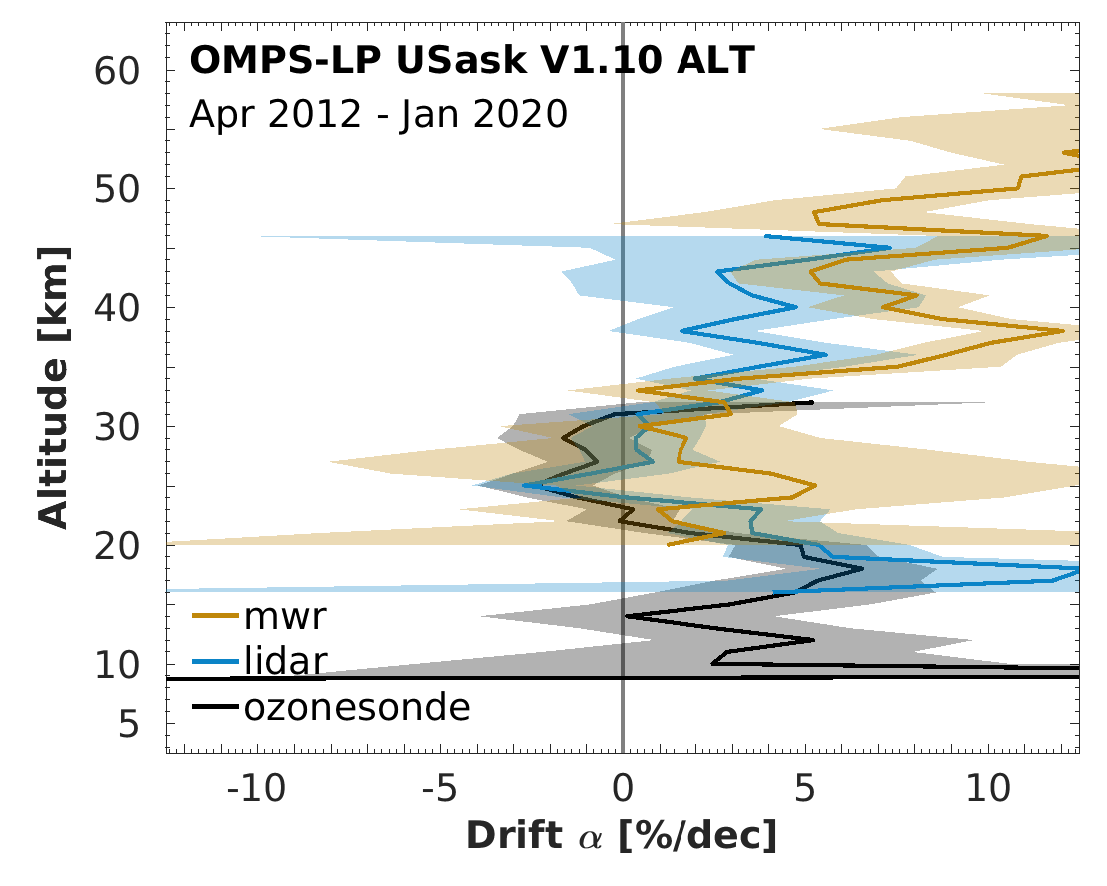 OMPS-LP USask V1.10 ALT
Apr 2012 - Jan 2020
60
50
40
30
20
10
5
Altitude [km]
mwr
lidar
ozonesonde
-10 -5 0 5 10
Drift α [%/dec]